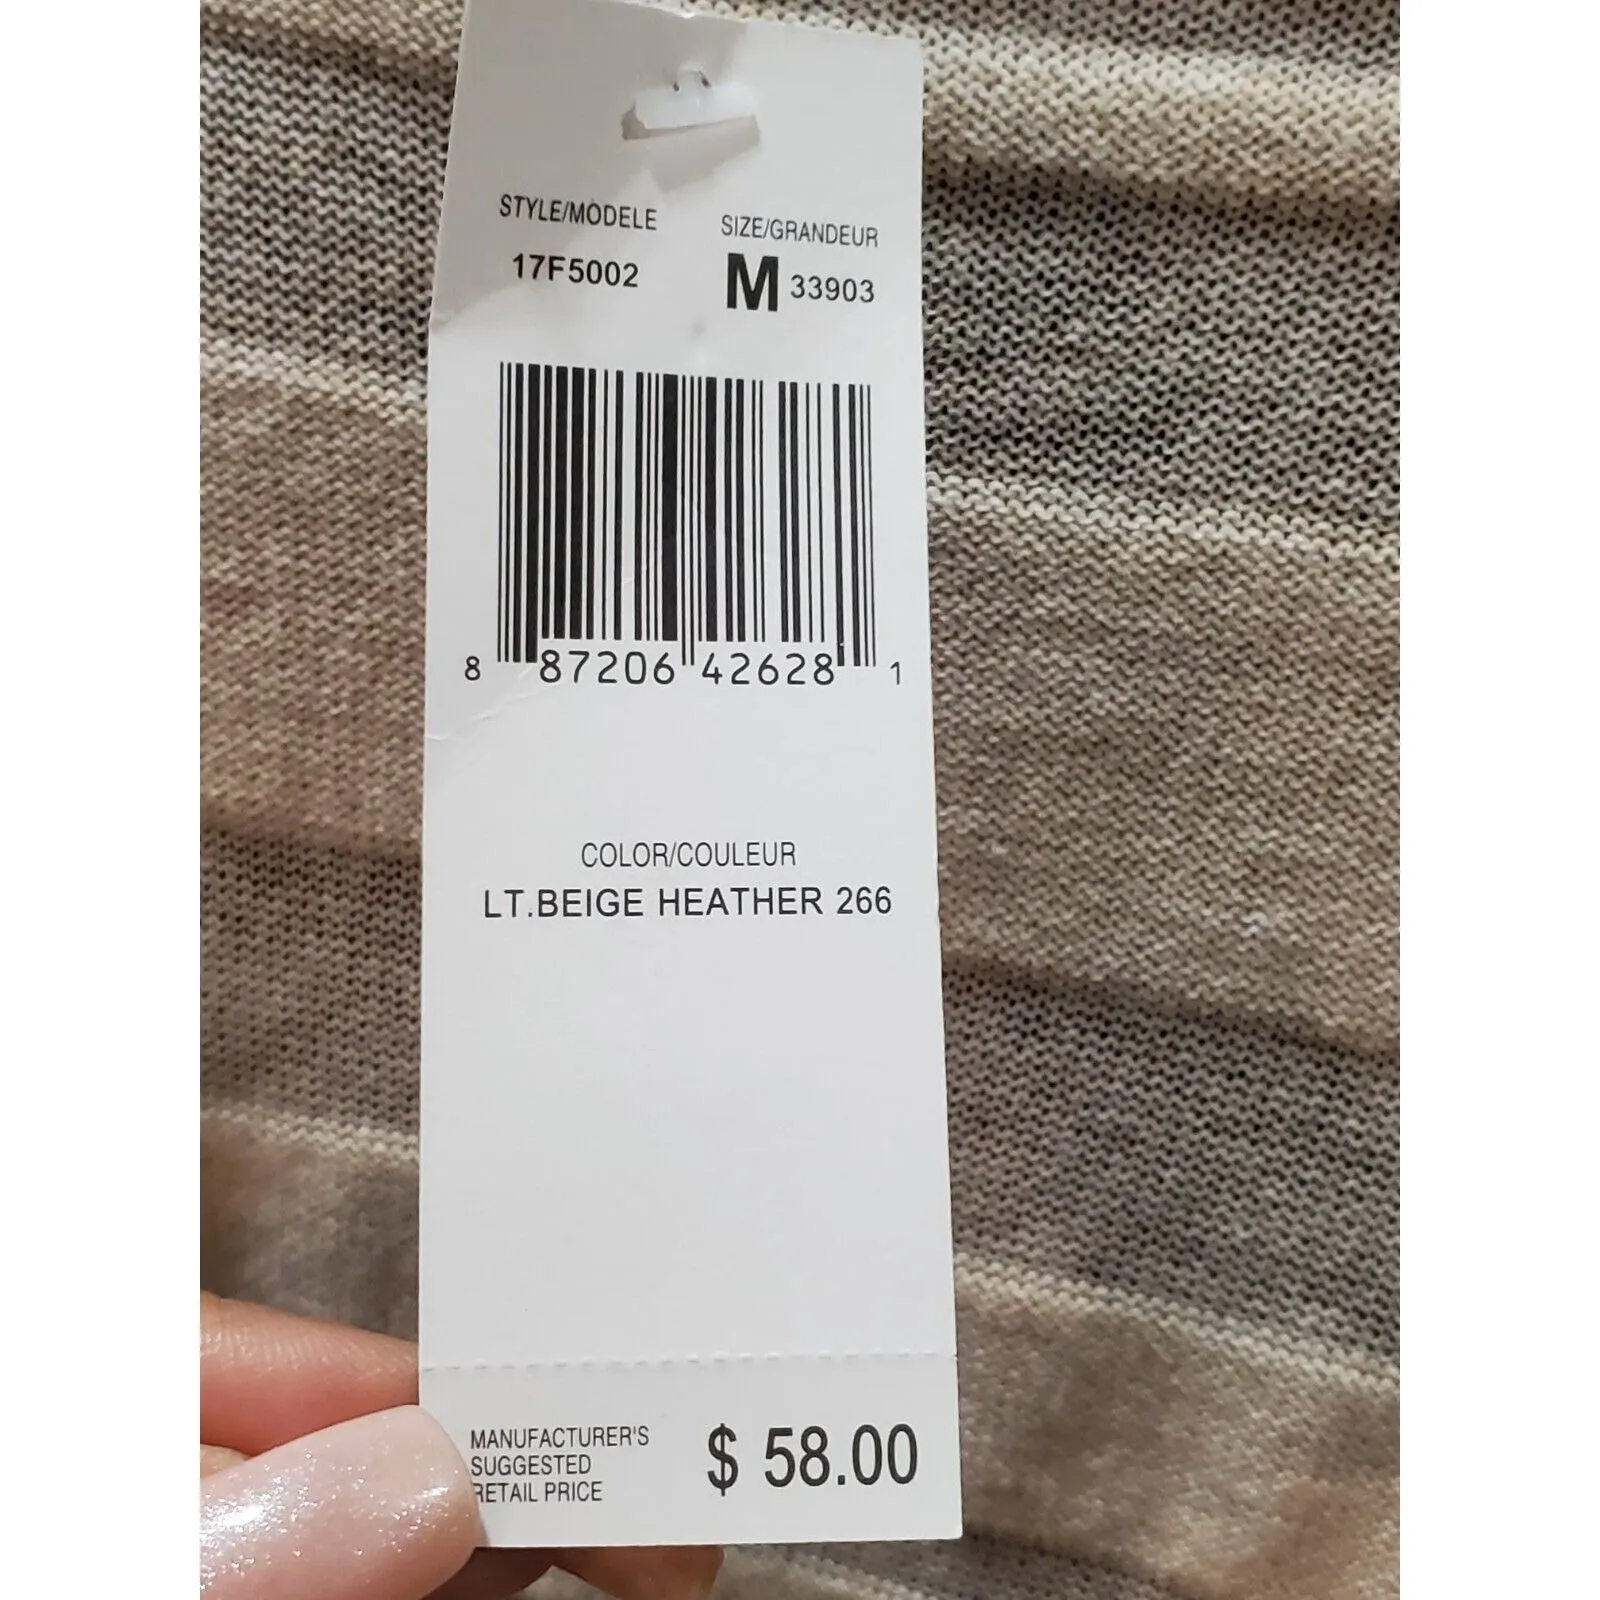 STYLE/MODELE SIZE/GRANDEUR
17F5002 M 33903
8 87206 42628 1
COLOR/COULEUR
LT.BEIGE HEATHER 266
MANUFACTURER'S
SUGGESTED
RETAIL PRICE
$ 58.00